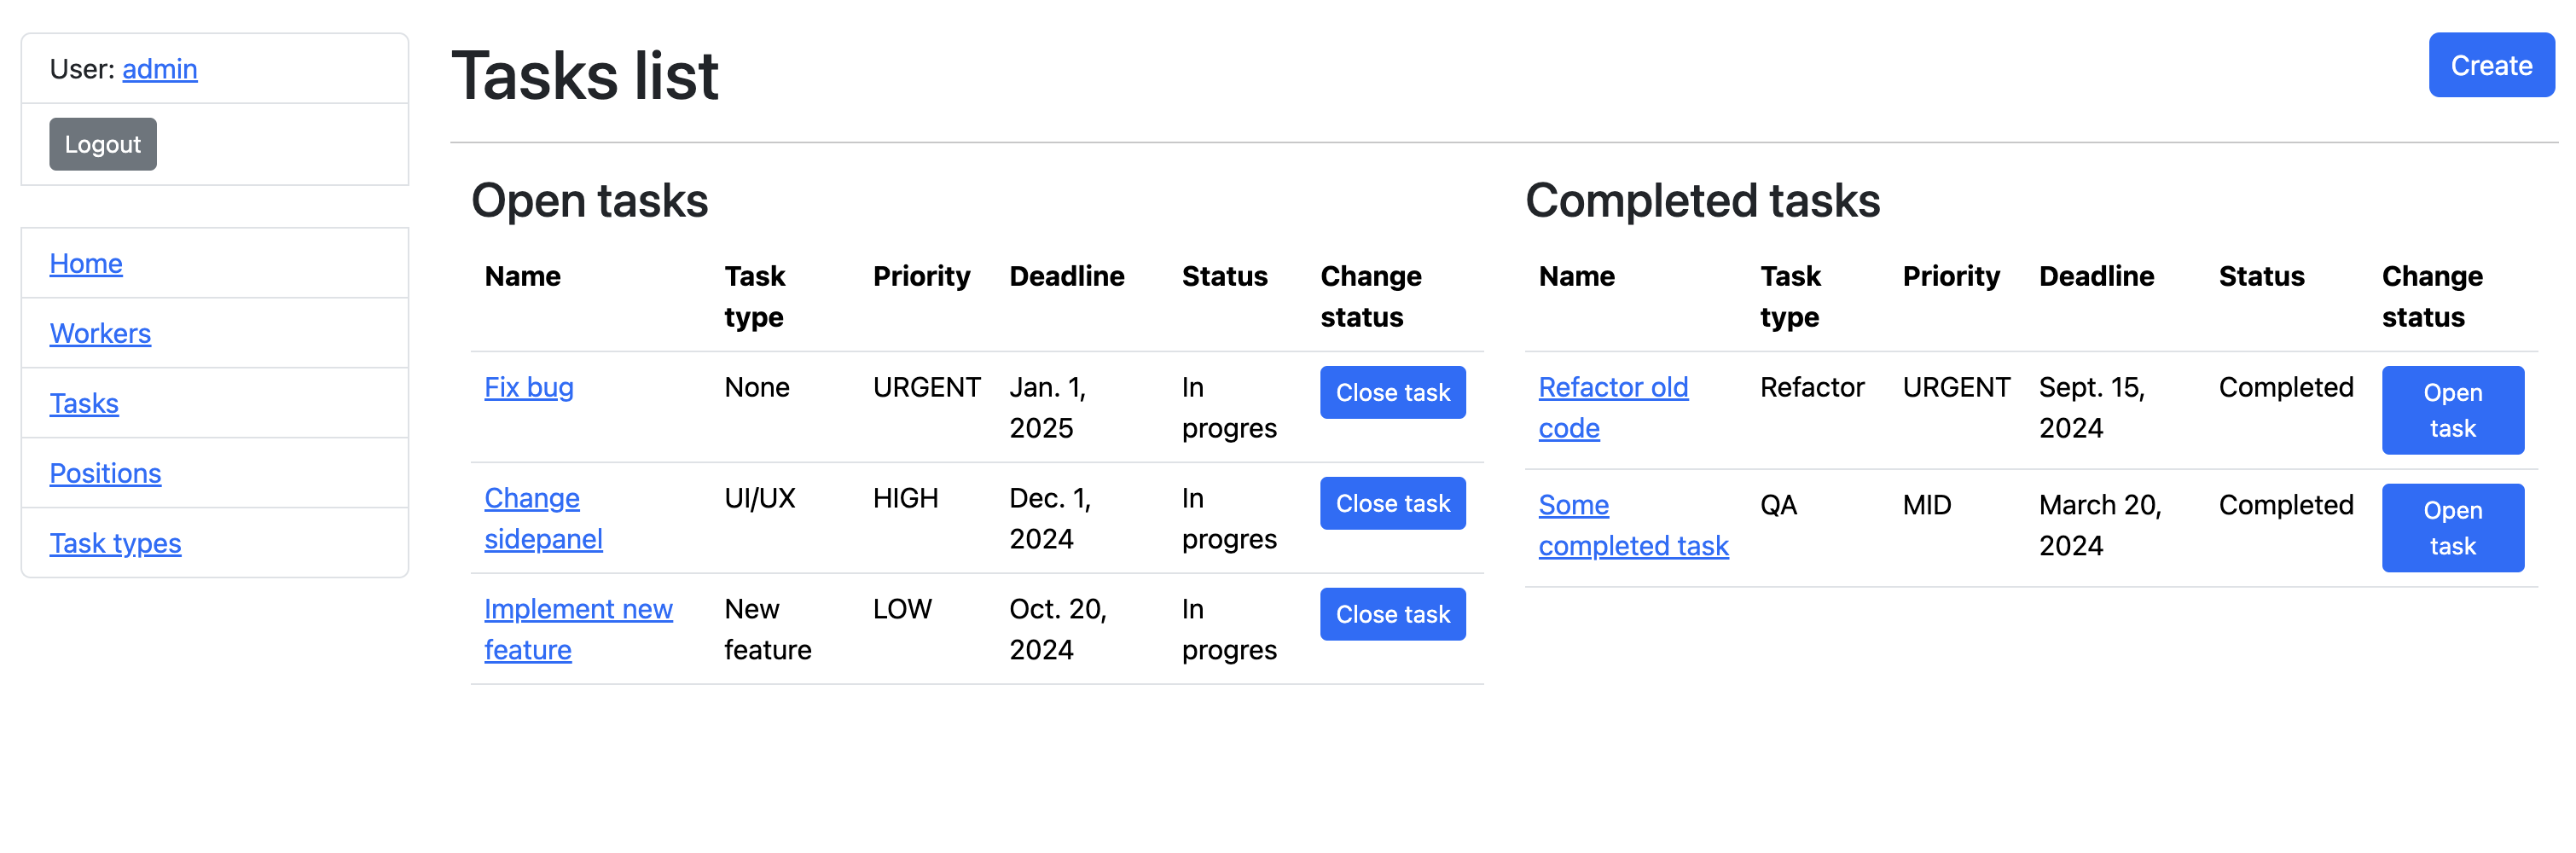 User: admin
Logout
Home
Workers
Tasks
Positions
Task types
Tasks list
Create
Open tasks
Name Task type Priority Deadline Status Change status
Fix bug None URGENT Jan. 1, 2025 In progres Close task
Change sidepanel UI/UX HIGH Dec. 1, 2024 In progres Close task
Implement new feature New feature LOW Oct. 20, 2024 In progres Close task
Completed tasks
Name Task type Priority Deadline Status Change status
Refactor old code Refactor URGENT Sept. 15, 2024 Completed Open task
Some completed task QA MID March 20, 2024 Completed Open task